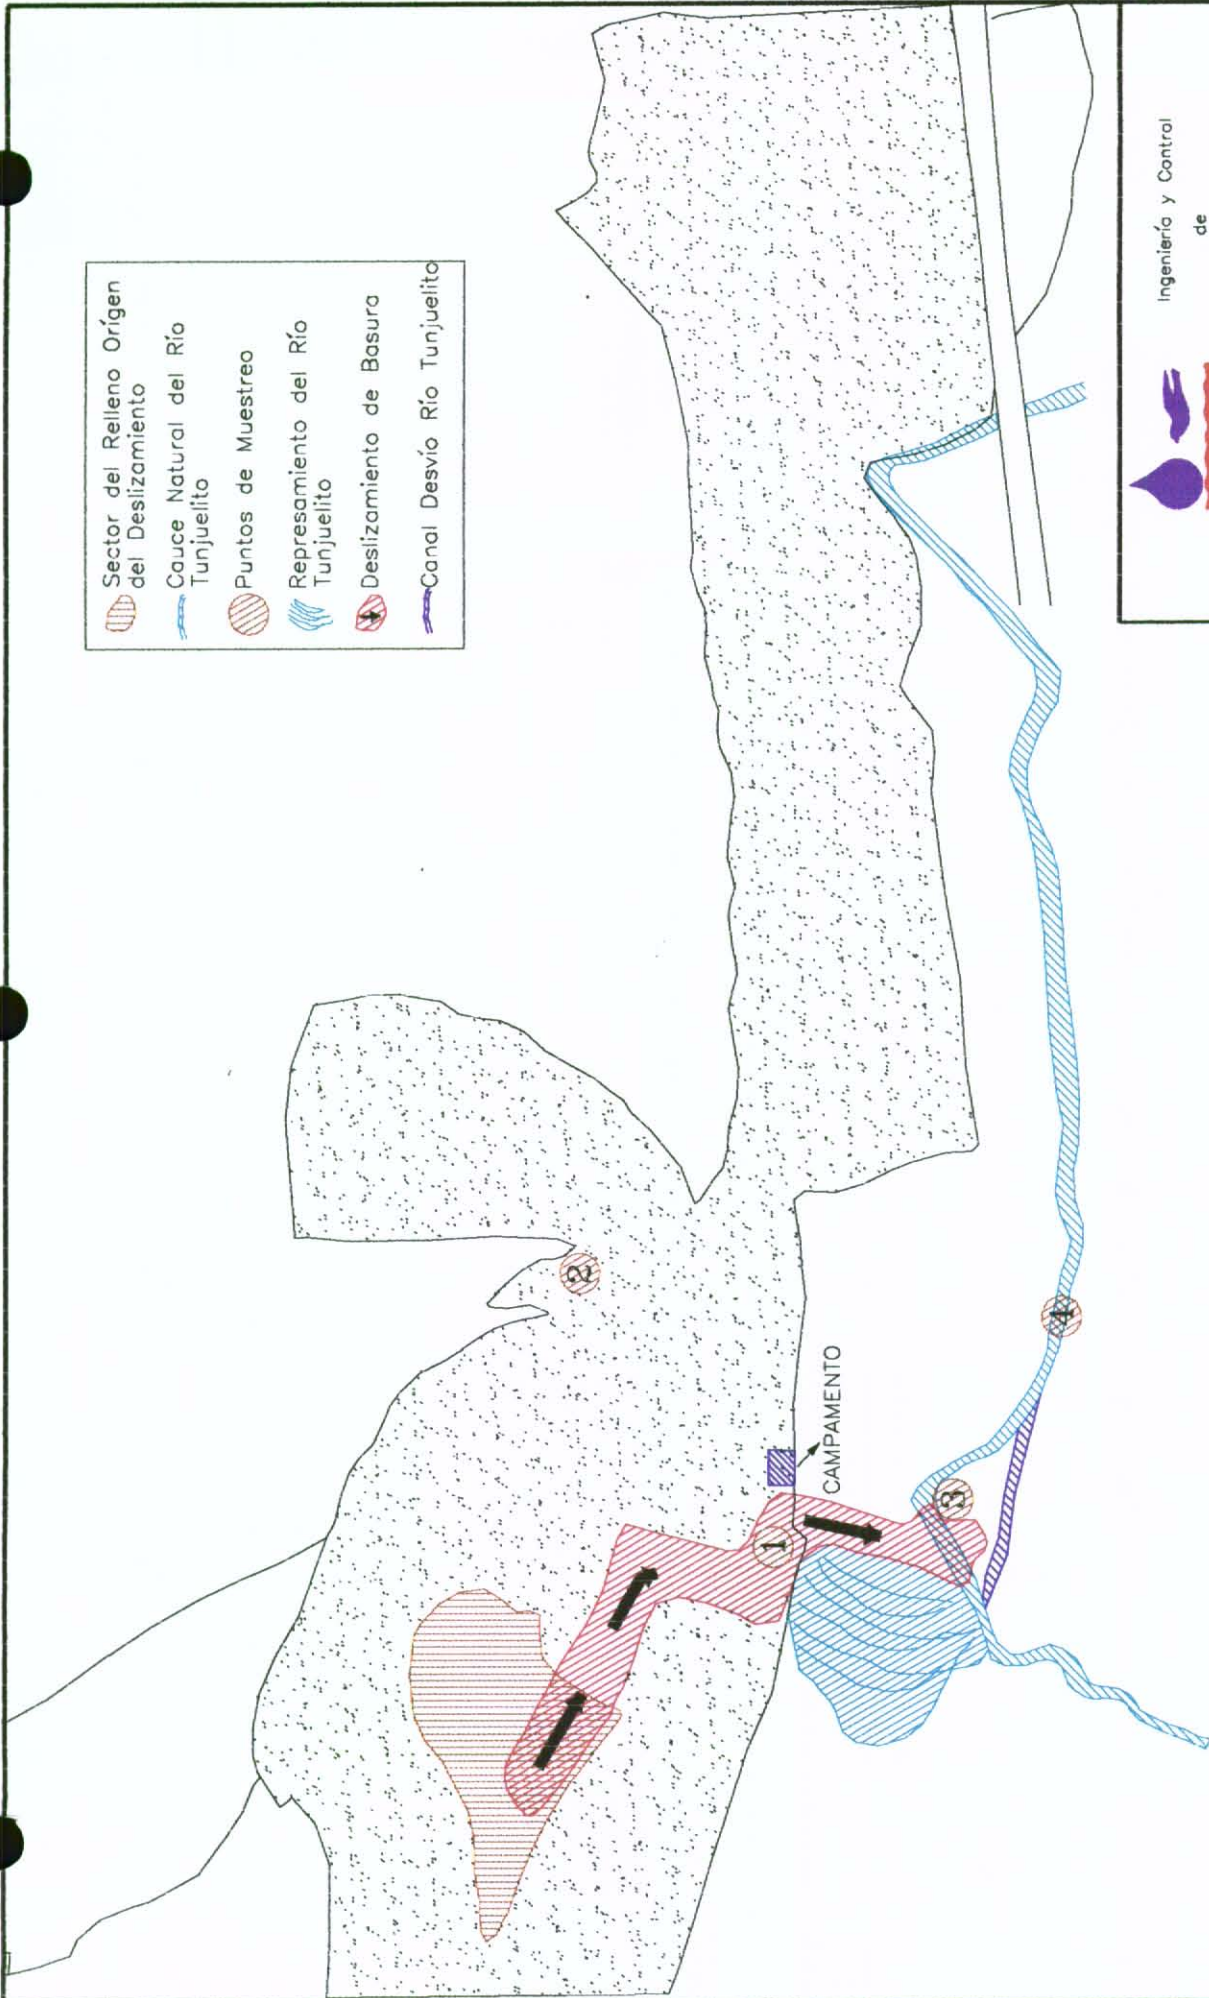 Sector del Relleno Orígen
del Deslizamiento
Cauce Natural del Río
Tunjuelito
Puntos de Muestreo
Represamiento del Río
Tunjuelito
Deslizamiento de Basura
Canal Desvío Río Tunjuelito
2
1
CAMPAMENTO
3
4
Ingeniería y Control
de